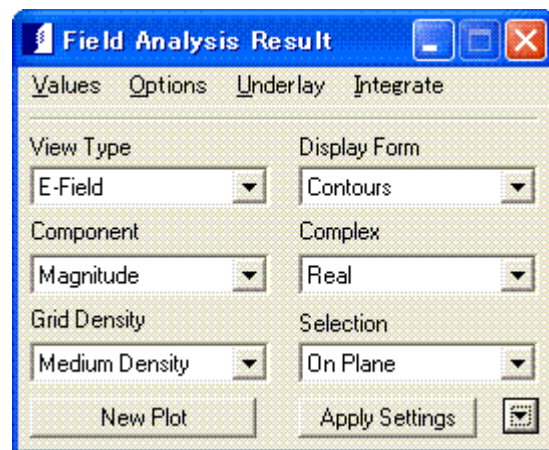 Field Analysis Result
Values Options Underlay Integrate
View Type Display Form
E-Field Contours
Component Complex
Magnitude Real
Grid Density Selection
Medium Density On Plane
New Plot Apply Settings